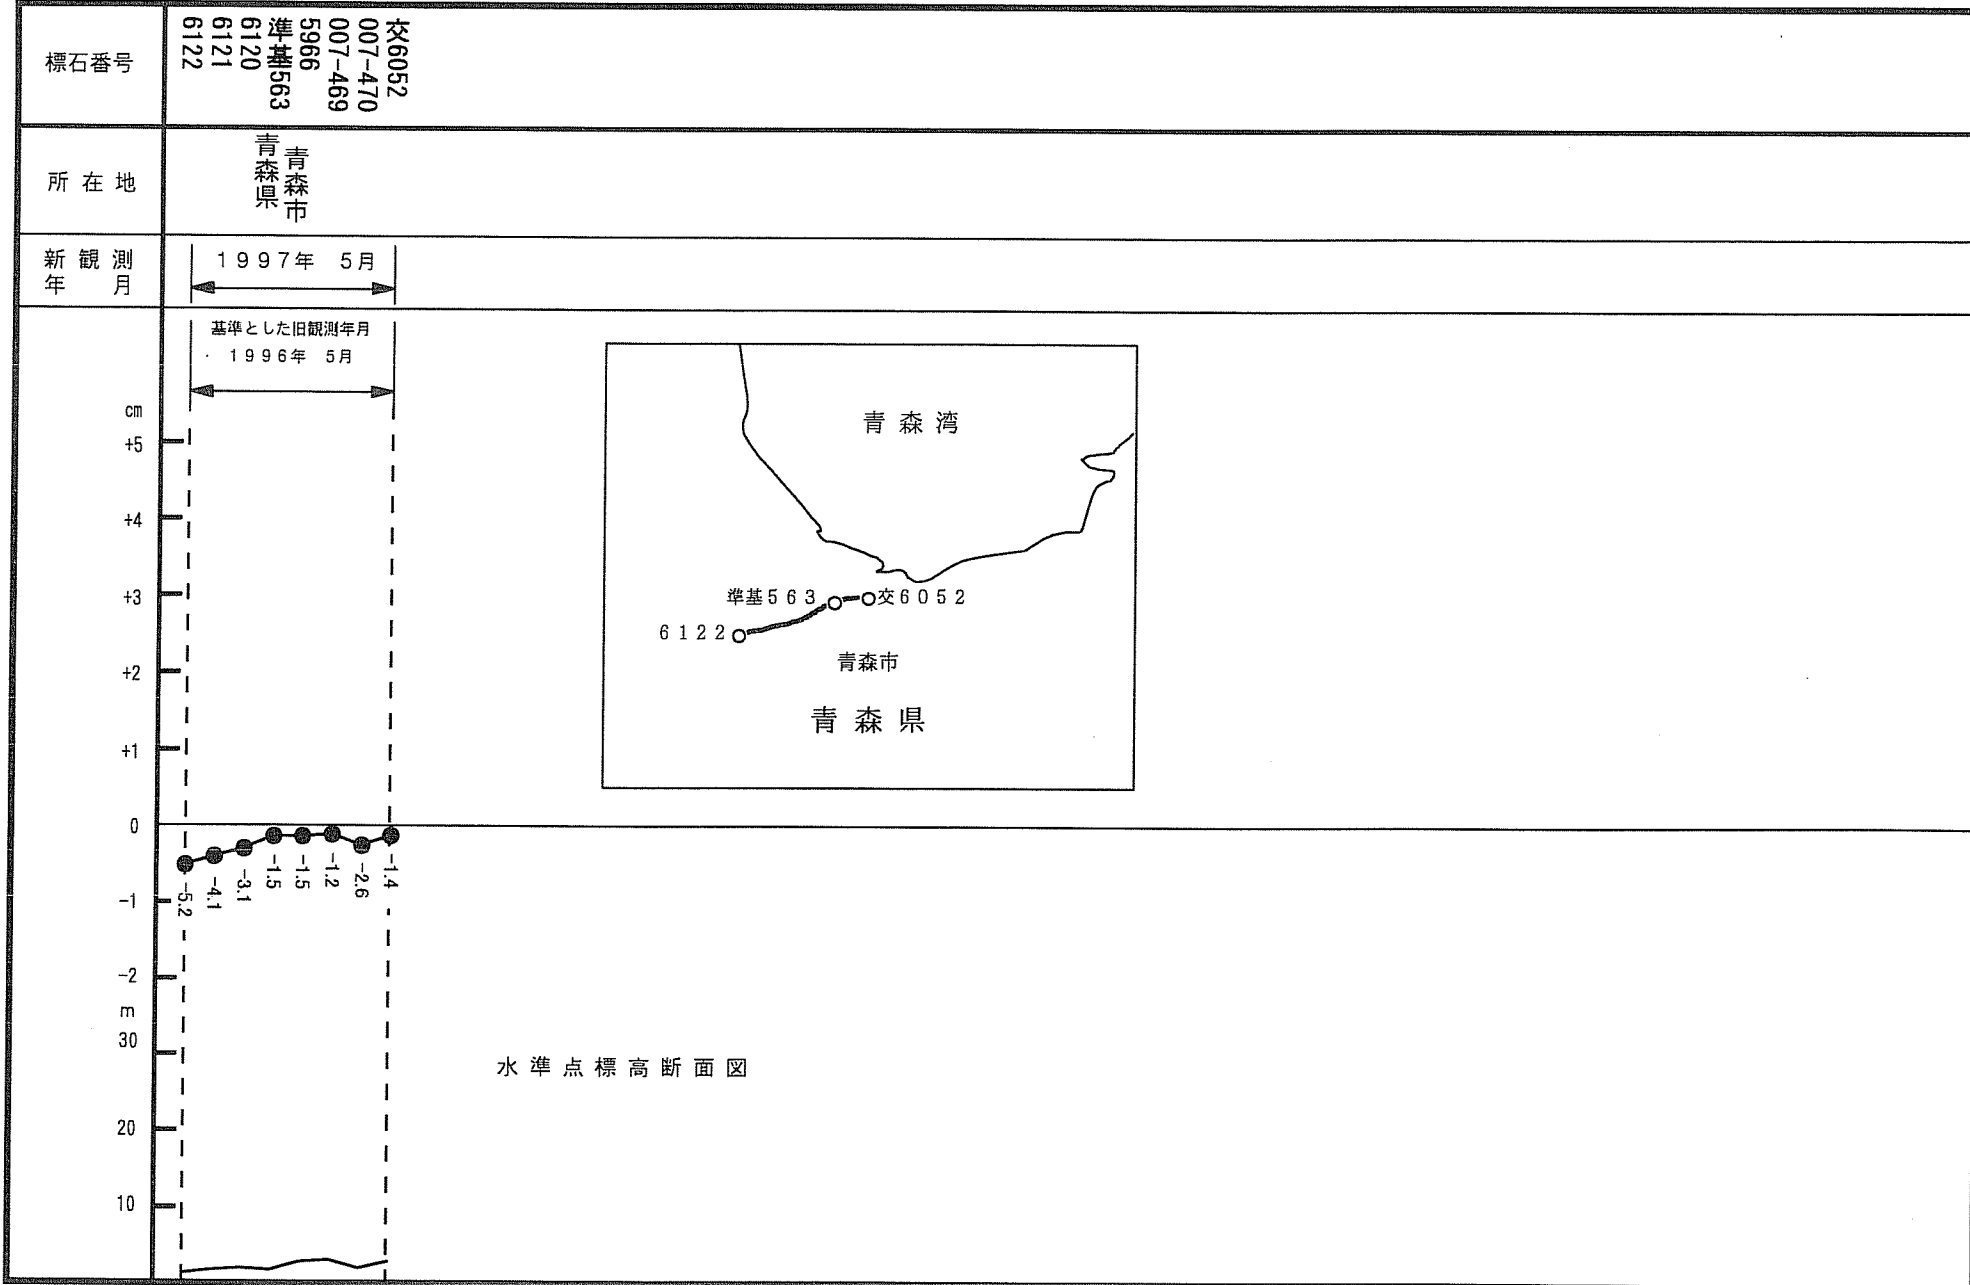 標石番号
6122
6121
6120
準基563
5966
007-469
007-470
交6052
所在地
青森県
青森市
新観測
年月
1997年 5月
基準とした旧観測年月
1996年 5月
cm
+5
+4
+3
+2
+1
0
-1
-2
-5.2
-4.1
-3.1
-1.5
-1.5
-1.2
-2.6
-1.4
青森湾
準基563
交6052
6122
青森市
青森県
m
30
20
10
水準点標高断面図